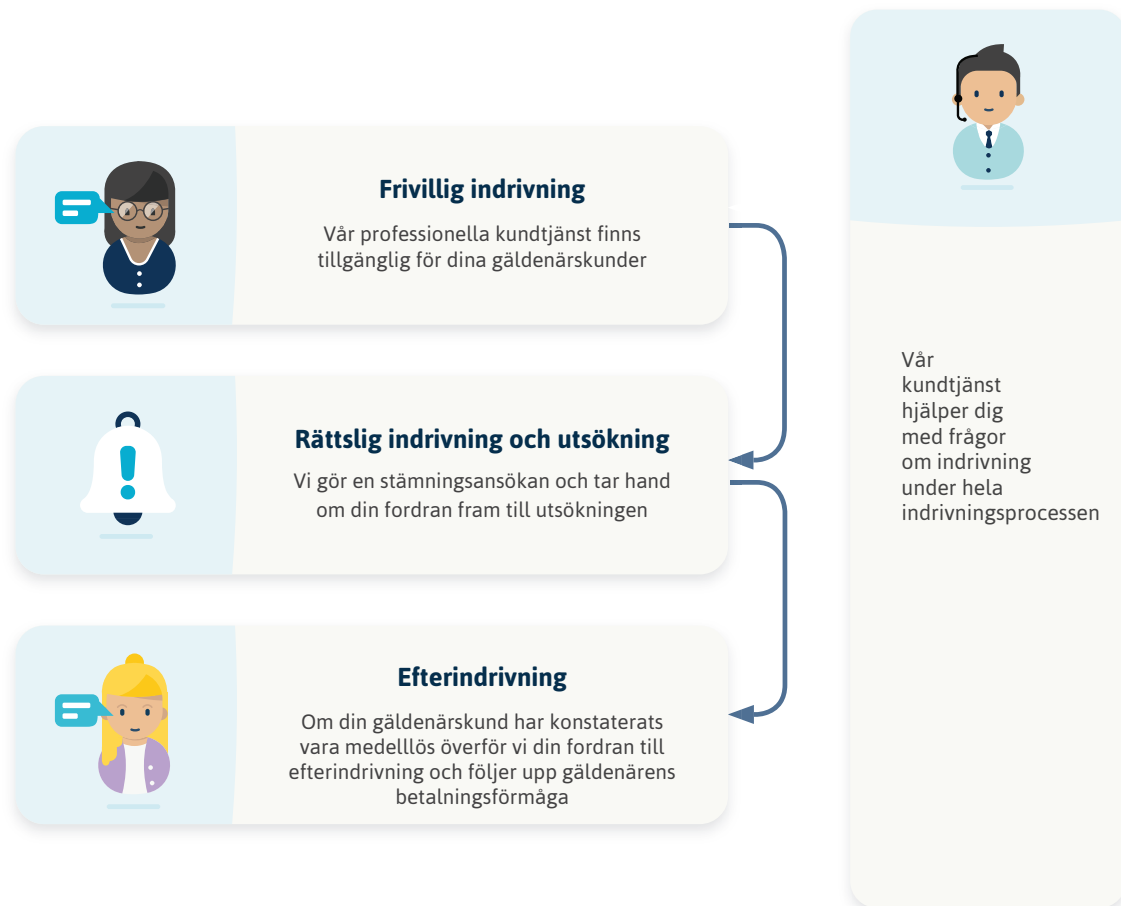 Frivillig indrivning
Vår professionella kundtjänst finns
tillgänglig för dina gäldenärskunder
Rättslig indrivning och utsökning
Vi gör en stämningsansökan och tar hand
om din fordran fram till utsökningen
Efterindrivning
Om din gäldenärskund har konstaterats
vara medelllös överför vi din fordran till
efterindrivning och följer upp gäldenärens
betalningsförmåga
Vår
kundtjänst
hjälper dig
med frågor
om indrivning
under hela
indrivningsprocessen